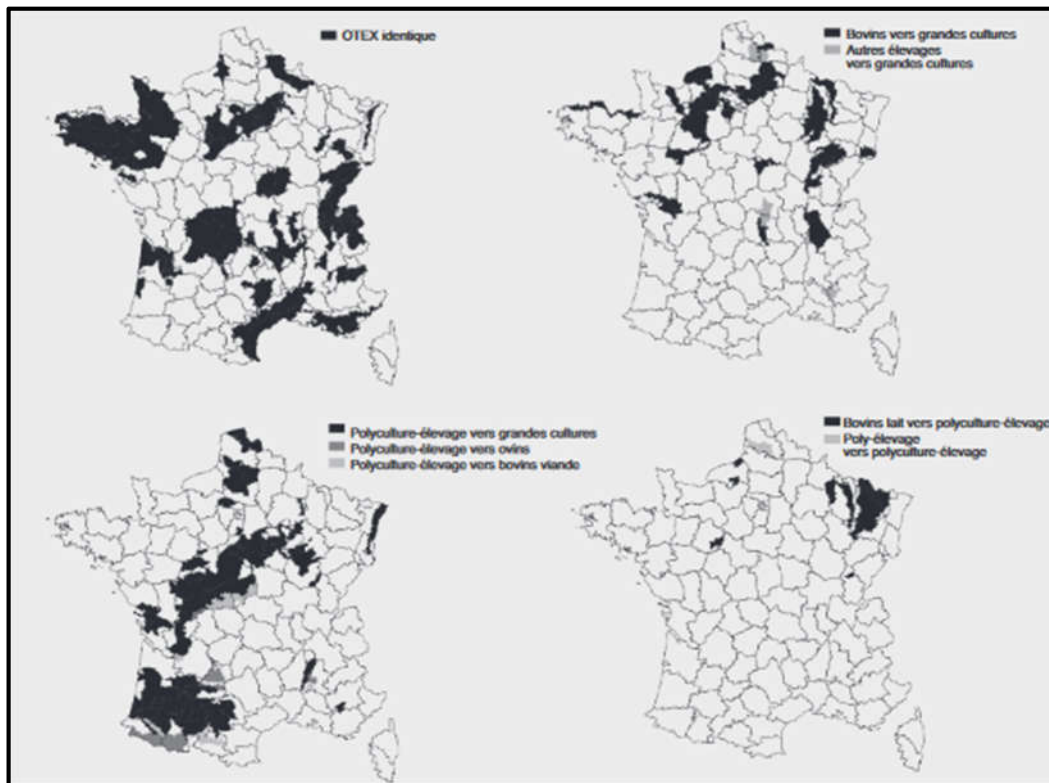 OTEX identique
Bovins vers grandes cultures
Autres élevages
vers grandes cultures
Polyculture-élevage vers grandes cultures
Polyculture-élevage vers ovins
Polyculture-élevage vers bovins viande
Bovins lait vers polyculture-élevage
Poly-élevage
vers polyculture-élevage